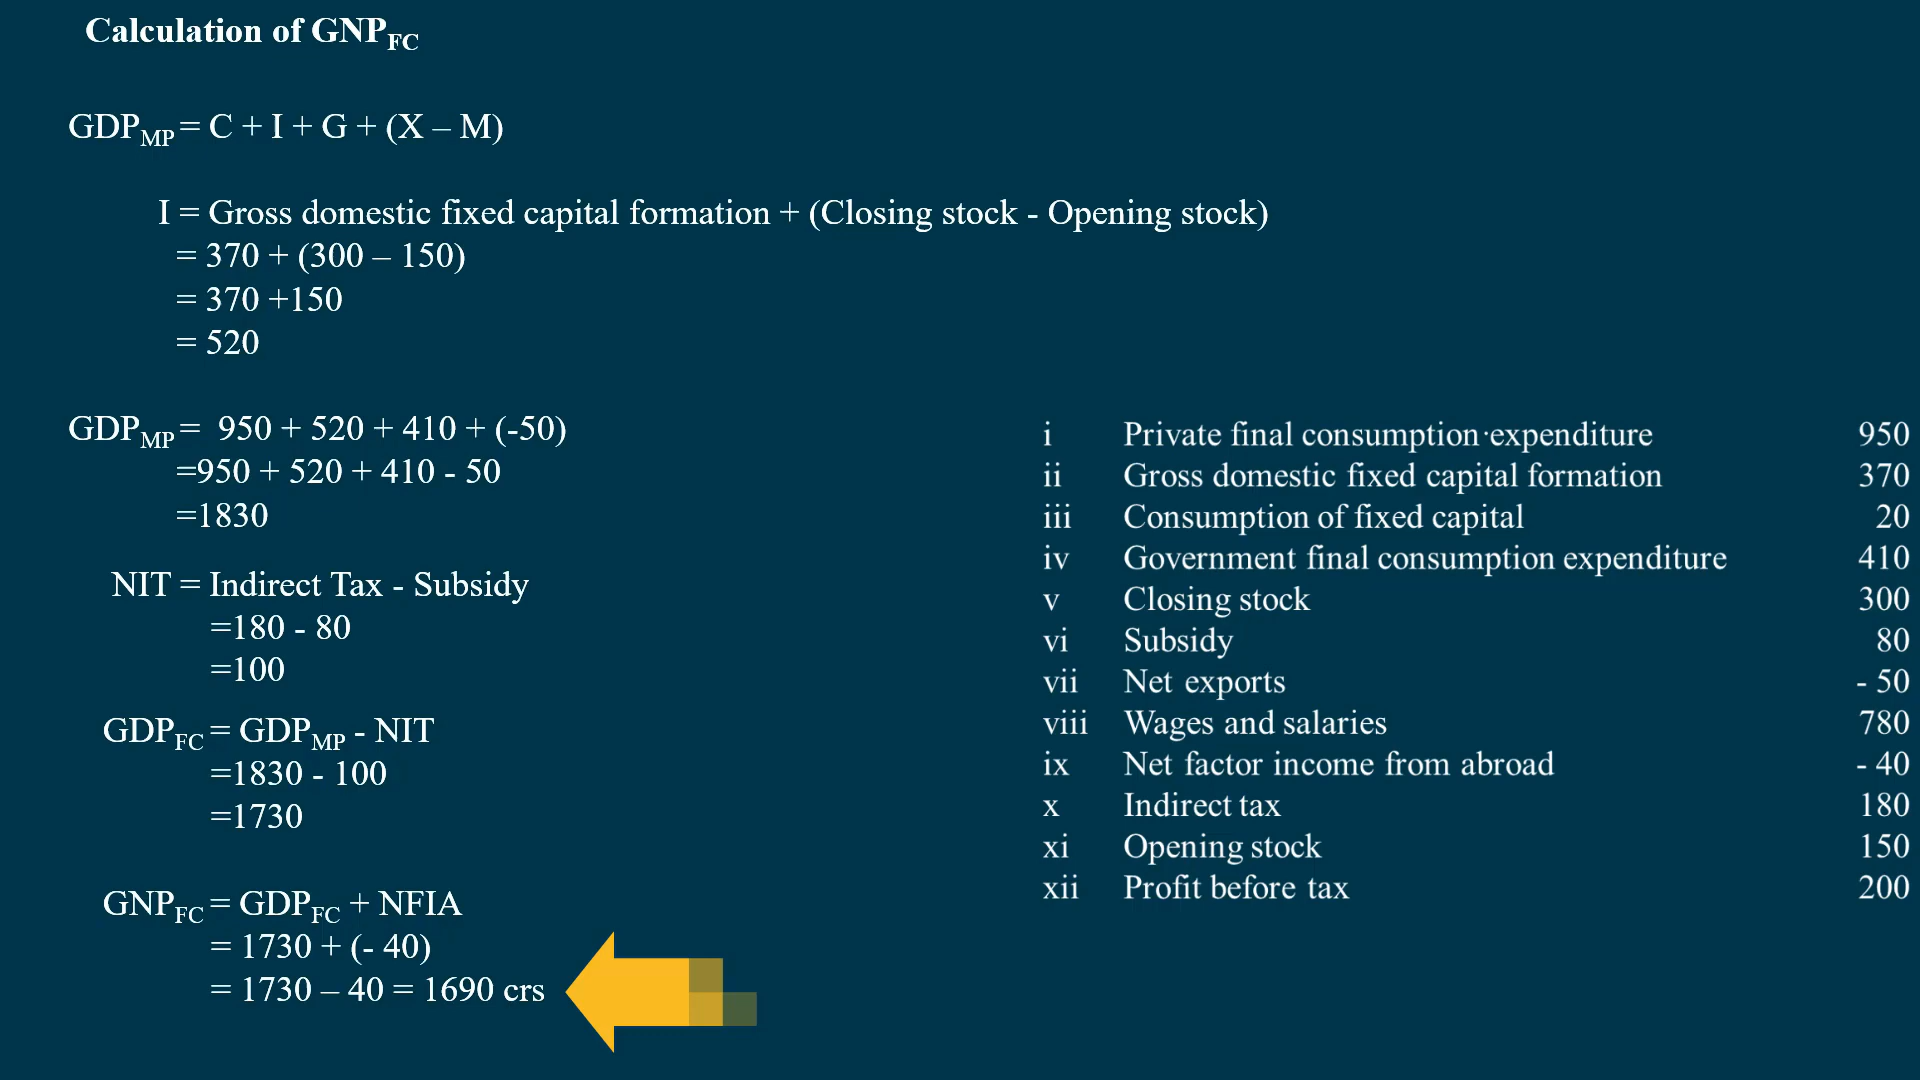 Calculation of GNPFC
GDPMP = C + I + G + (X – M)
I = Gross domestic fixed capital formation + (Closing stock - Opening stock)
= 370 + (300 – 150)
= 370 +150
= 520
GDPMP = 950 + 520 + 410 + (-50)
=950 + 520 + 410 - 50
=1830
NIT = Indirect Tax - Subsidy
=180 - 80
=100
GDPFC = GDPMP - NIT
=1830 - 100
=1730
GNPFC = GDPFC + NFIA
= 1730 + (- 40)
= 1730 – 40 = 1690 crs
i Private final consumption·expenditure 950
ii Gross domestic fixed capital formation 370
iii Consumption of fixed capital 20
iv Government final consumption expenditure 410
v Closing stock 300
vi Subsidy 80
vii Net exports - 50
viii Wages and salaries 780
ix Net factor income from abroad - 40
x Indirect tax 180
xi Opening stock 150
xii Profit before tax 200